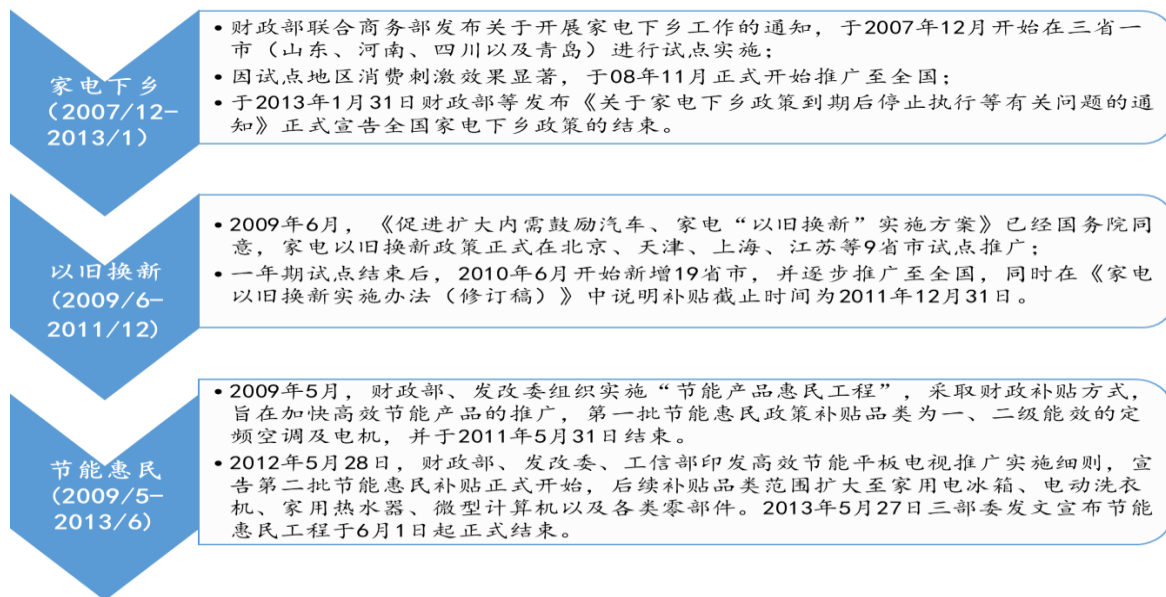 家电下乡
（2007/12-
2013/1）
• 财政部联合商务部发布关于开展家电下乡工作的通知，于2007年12月开始在三省一
市（山东、河南、四川以及青岛）进行试点实施；
• 因试点地区消费刺激效果显著，于08年11月正式开始推广至全国；
• 于2013年1月31日财政部等发布《关于家电下乡政策到期后停止执行等有关问题的通
知》正式宣告全国家电下乡政策的结束。
以旧换新
(2009/6-
2011/12)
• 2009年6月，《促进扩大内需鼓励汽车、家电“以旧换新”实施方案》已经国务院同
意，家电以旧换新政策正式在北京、天津、上海、江苏等9省市试点推广；
• 一年期试点结束后，2010年6月开始新增19省市，并逐步推广至全国，同时在《家电
以旧换新实施办法（修订稿）》中说明补贴截止时间为2011年12月31日。
节能惠民
(2009/5-
2013/6)
• 2009年5月，财政部、发改委组织实施“节能产品惠民工程”，采取财政补贴方式，
旨在加快高效节能产品的推广，第一批节能惠民政策补贴品类为一、二级能效的定
频空调及电机，并于2011年5月31日结束。
• 2012年5月28日，财政部、发改委、工信部印发高效节能平板电视推广实施细则，宣
告第二批节能惠民补贴正式开始，后续补贴品类范围扩大至家用电冰箱、电动洗衣
机、家用热水器、微型计算机以及各类零部件。2013年5月27日三部委发文宣布节能
惠民工程于6月1日起正式结束。